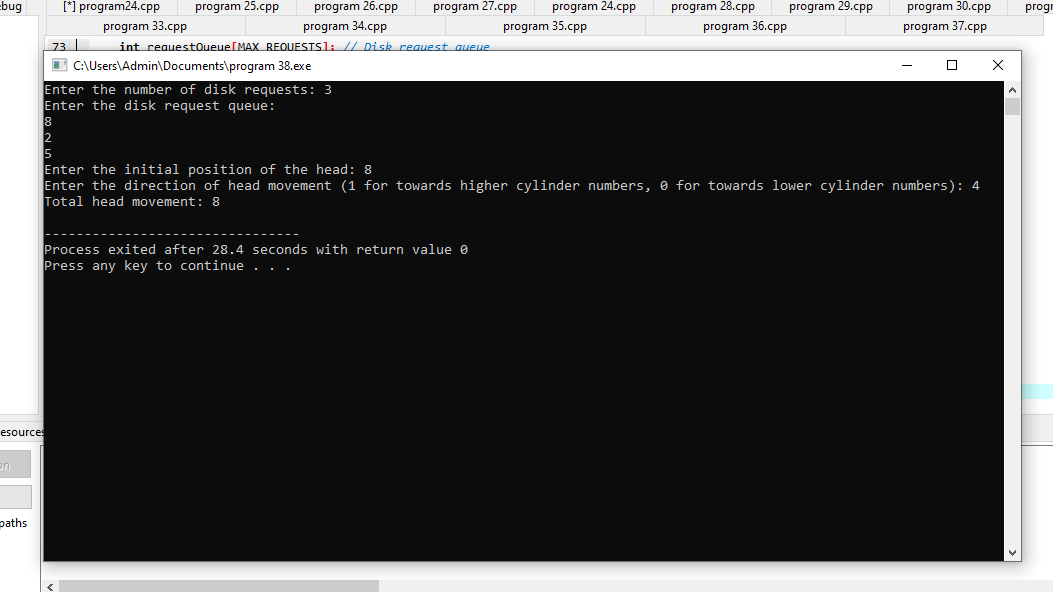 ebug [*] program24.cpp program 25.cpp program 26.cpp program 27.cpp program 24.cpp program 28.cpp program 29.cpp program 30.cpp progr
program 33.cpp program 34.cpp program 35.cpp program 36.cpp program 37.cpp
73 int requestQueue[MAX_REQUESTS]; // Disk request queue
C:\Users\Admin\Documents\program 38.exe
Enter the number of disk requests: 3
Enter the disk request queue:
8
2
5
Enter the initial position of the head: 8
Enter the direction of head movement (1 for towards higher cylinder numbers, 0 for towards lower cylinder numbers): 4
Total head movement: 8
--------------------------------
Process exited after 28.4 seconds with return value 0
Press any key to continue . . .
esources
on
paths